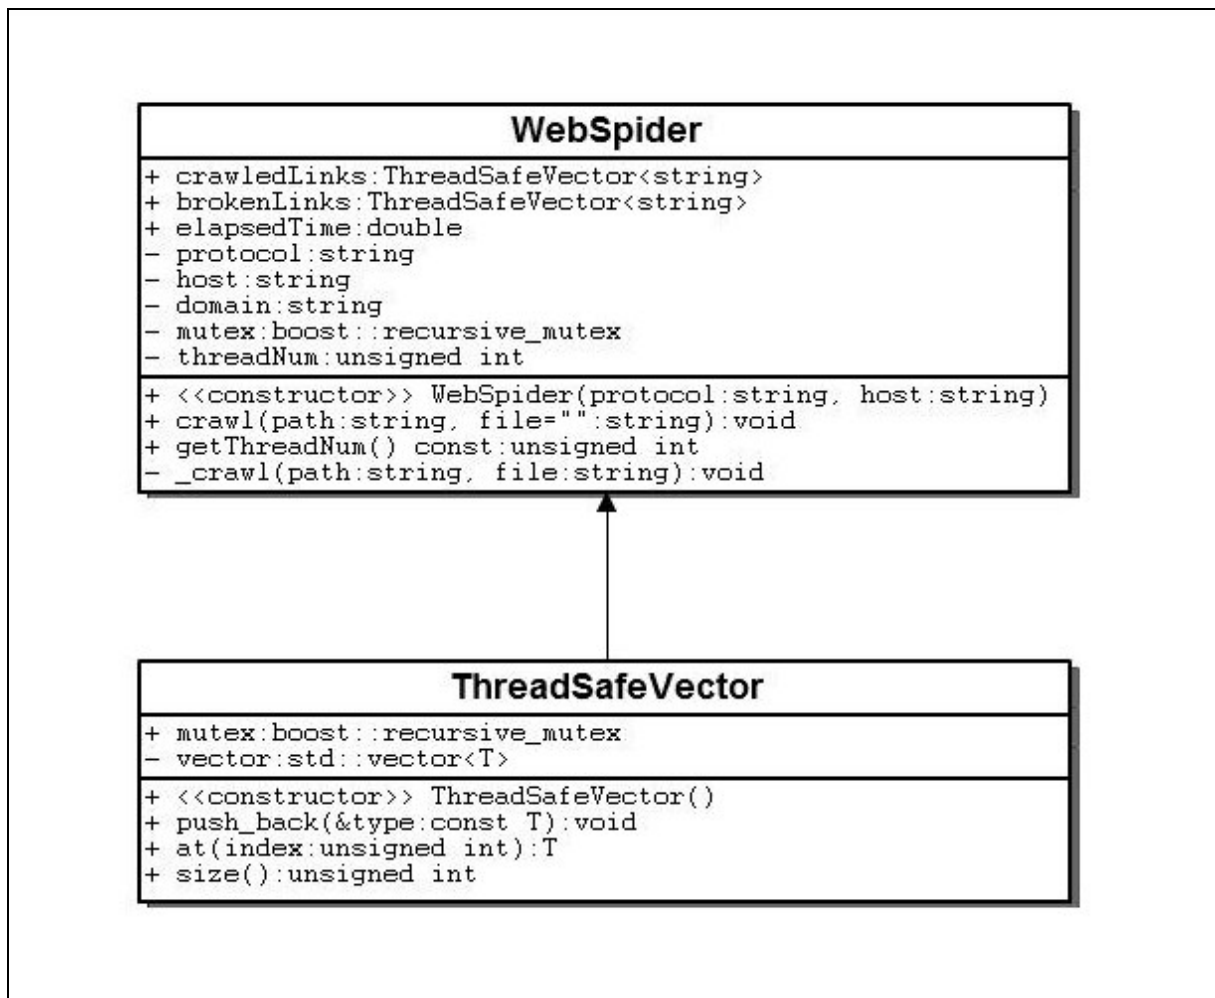 WebSpider
+ crawledLinks:ThreadSafeVector<string>
+ brokenLinks:ThreadSafeVector<string>
+ elapsedTime:double
- protocol:string
- host:string
- domain:string
- mutex:boost::recursive_mutex
- threadNum:unsigned int
+ <<constructor>> WebSpider(protocol:string, host:string)
+ crawl(path:string, file="":string):void
+ getThreadNum() const:unsigned int
- _crawl(path:string, file:string):void
ThreadSafeVector
+ mutex:boost::recursive_mutex
- vector:std::vector<T>
+ <<constructor>> ThreadSafeVector()
+ push_back(&type:const T):void
+ at(index:unsigned int):T
+ size():unsigned int